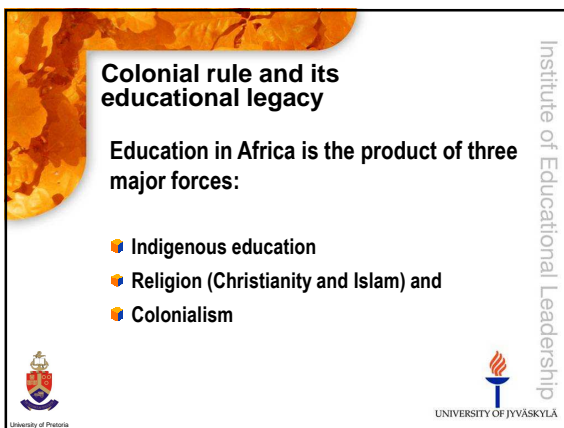 Colonial rule and its
educational legacy
Education in Africa is the product of three
major forces:
Indigenous education
Religion (Christianity and Islam) and
Colonialism
Institute of Educational Leadership
University of Pretoria
UNIVERSITY OF JYVÄSKYLÄ